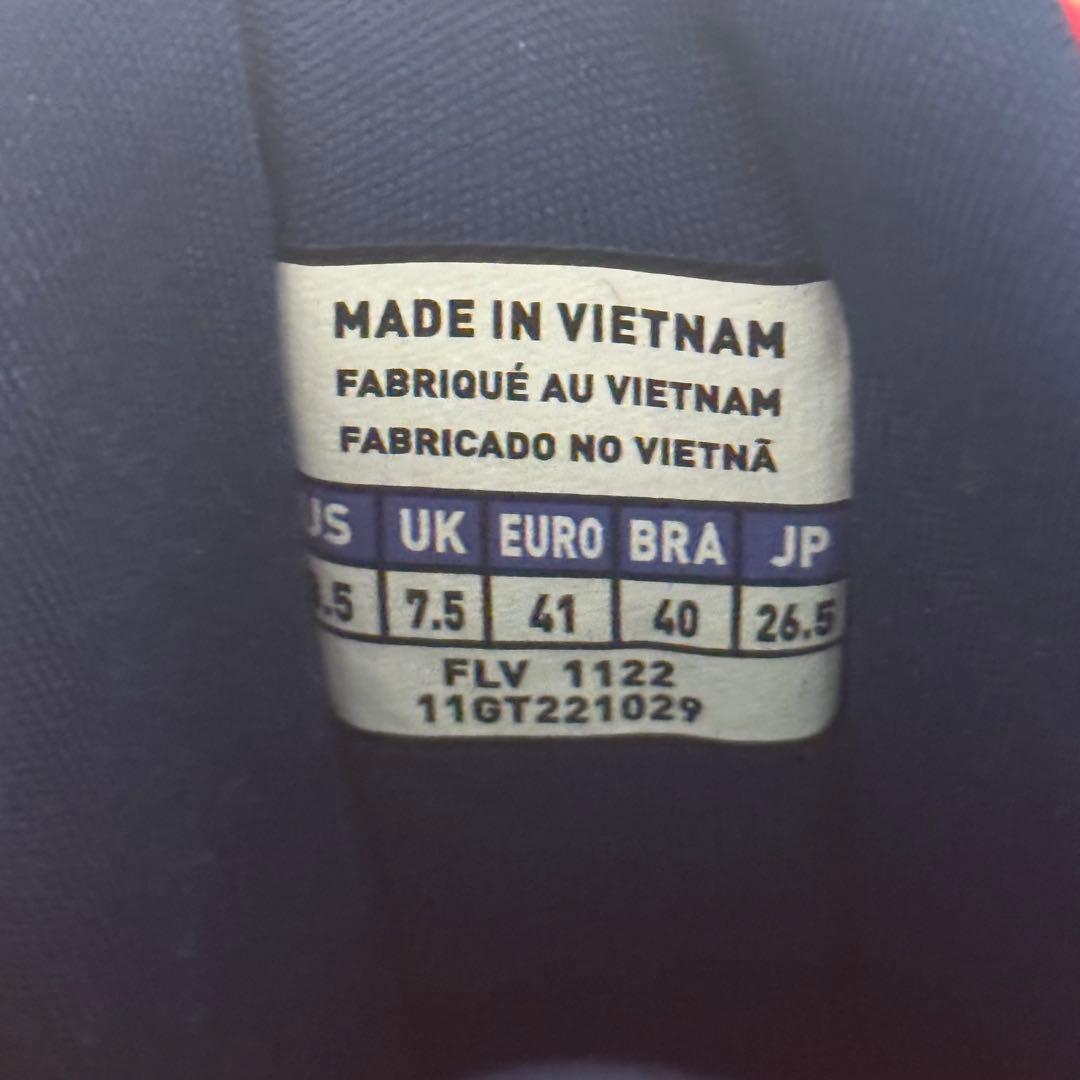 MADE IN VIETNAM
FABRIQUÉ AU VIETNAM
FABRICADO NO VIETNÃ
US UK EURO BRA JP
7.5 41 40 26.5
FLV 1122
11GT221029